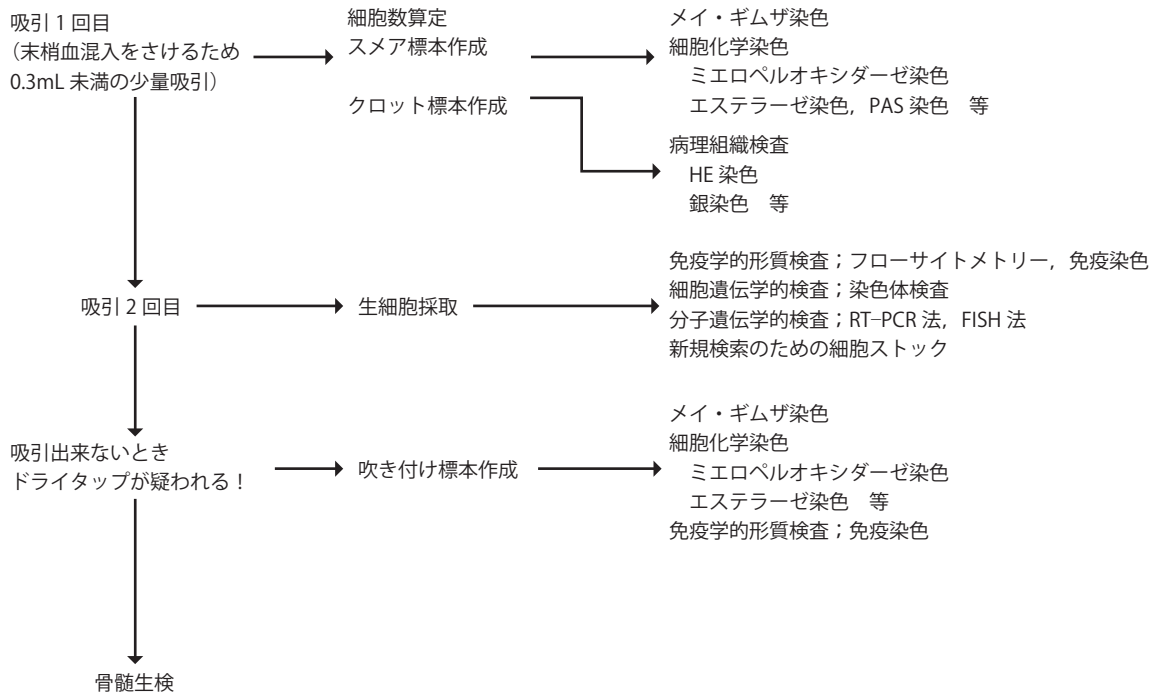 吸引 1 回目
(末梢血混入をさけるため
0.3mL 未満の少量吸引)
細胞数算定
スメア標本作成
クロット標本作成
メイ・ギムザ染色
細胞化学染色
ミエロペルオキシダーゼ染色
エステラーゼ染色,PAS 染色 等
病理組織検査
HE 染色
銀染色 等
吸引 2 回目
生細胞採取
免疫学的形質検査;フローサイトメトリー,免疫染色
細胞遺伝学的検査;染色体検査
分子遺伝学的検査;RT–PCR 法,FISH 法
新規検索のための細胞ストック
吸引出来ないとき
ドライタップが疑われる!
吹き付け標本作成
メイ・ギムザ染色
細胞化学染色
ミエロペルオキシダーゼ染色
エステラーゼ染色 等
免疫学的形質検査;免疫染色
骨髄生検